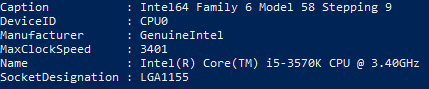 Caption : Intel64 Family 6 Model 58 Stepping 9
DeviceID : CPU0
Manufacturer : GenuineIntel
MaxClockSpeed : 3401
Name : Intel(R) Core(TM) i5-3570K CPU @ 3.40GHz
SocketDesignation : LGA1155